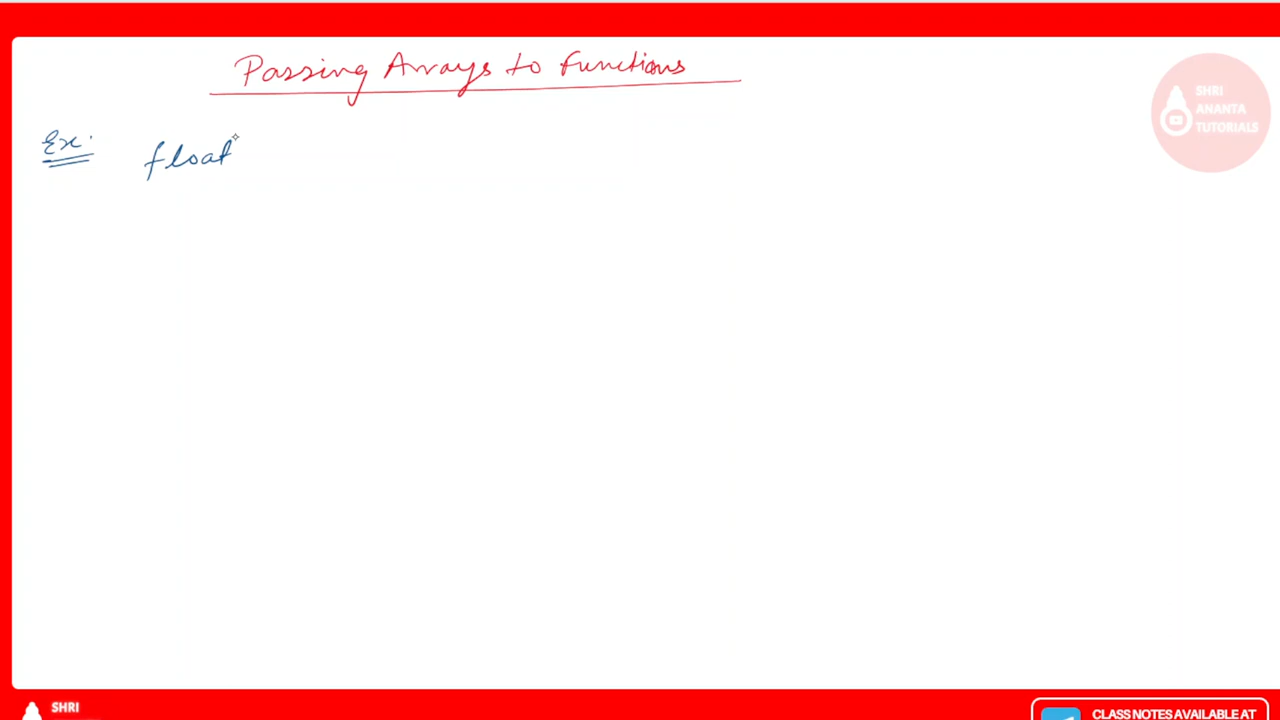 Passing Arrays to Functions
SHRI
ANANTA
TUTORIALS
Ex:
float
SHRI
CLASS NOTES AVAILABLE AT